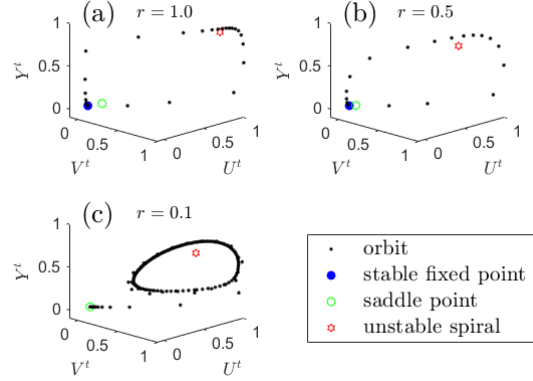 (a) r = 1.0
(b) r = 0.5
1
0.5
0
Y^t
0
0.5
1
V^t
0
0.5
1
U^t
1
0.5
0
Y^t
0
0.5
1
V^t
0
0.5
1
U^t
(c) r = 0.1
1
0.5
0
Y^t
0
0.5
1
V^t
0
0.5
1
U^t
orbit
stable fixed point
saddle point
unstable spiral